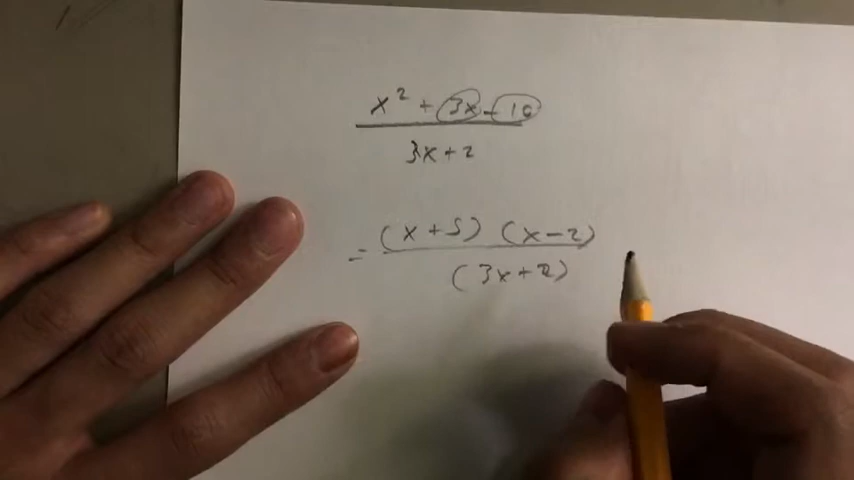 x² + 3x - 10
3x + 2
= (x + 5) (x - 2)
(3x + 2)